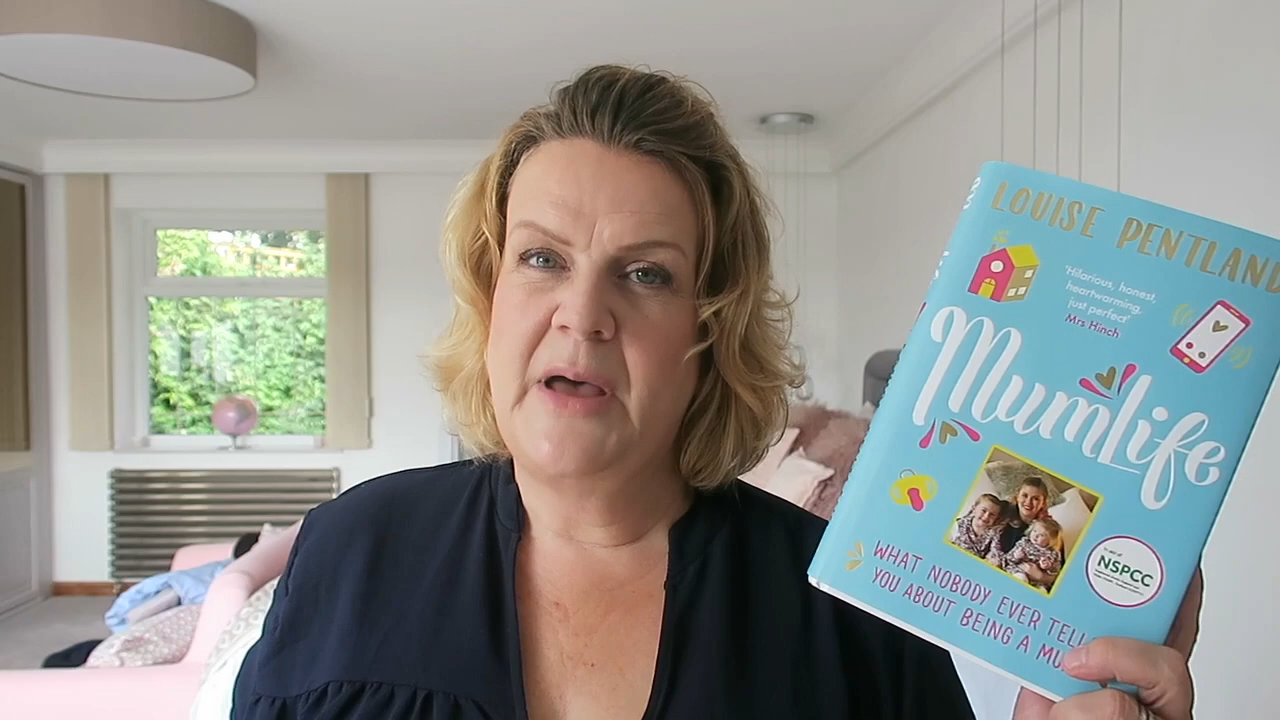 LOUISE PENTLAND
'Hilarious, honest,
heartwarming,
just perfect'
Mrs Hinch
MumLife
NSPCC
WHAT NOBODY EVER TELL
YOU ABOUT BEING A MU